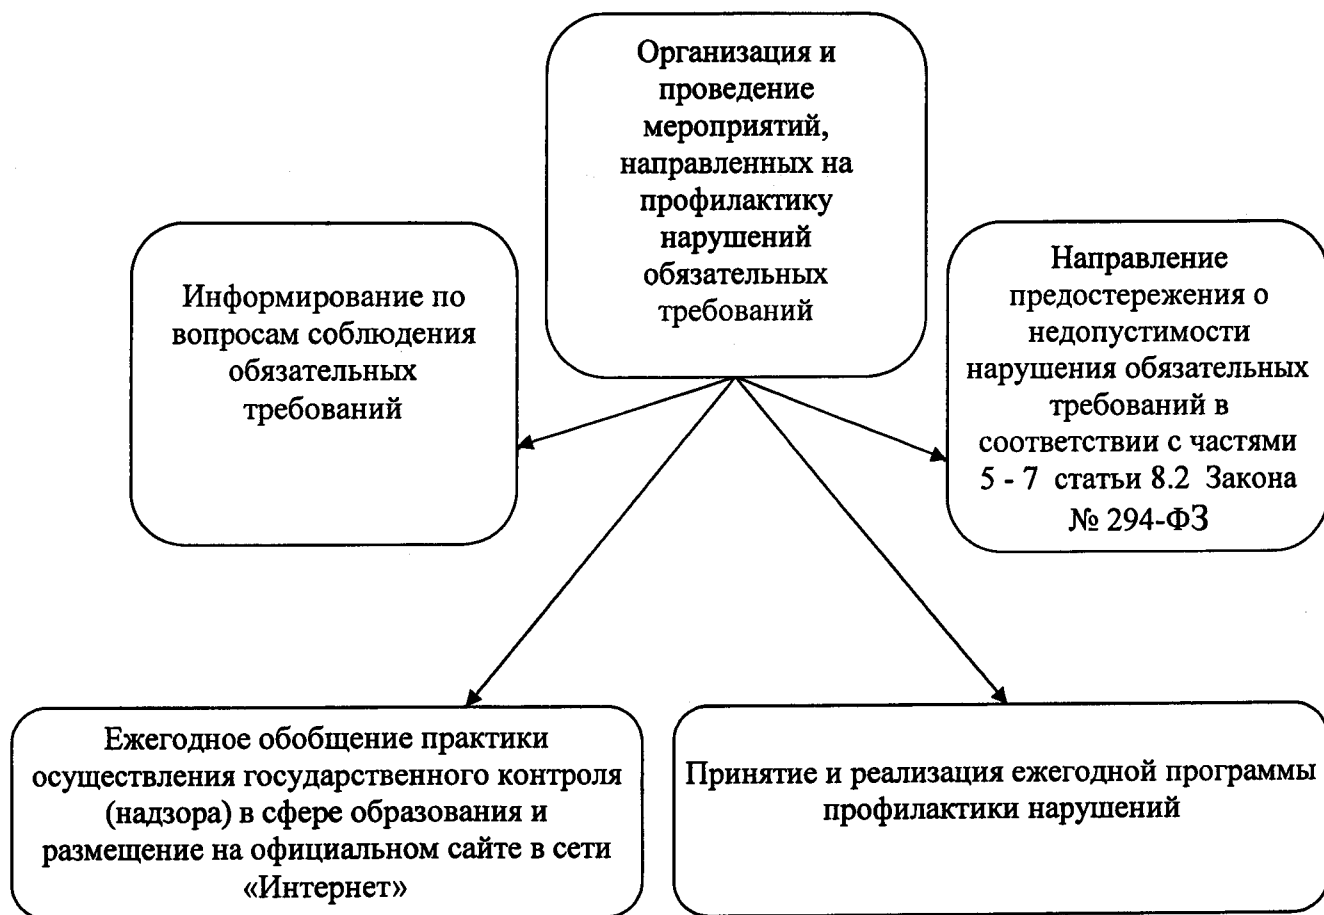 Организация и
проведение
мероприятий,
направленных на
профилактику
нарушений
обязательных
требований
Информирование по
вопросам соблюдения
обязательных
требований
Направление
предостережения о
недопустимости
нарушения обязательных
требований в
соответствии с частями
5 - 7 статьи 8.2 Закона
№ 294-ФЗ
Ежегодное обобщение практики
осуществления государственного контроля
(надзора) в сфере образования и
размещение на официальном сайте в сети
«Интернет»
Принятие и реализация ежегодной программы
профилактики нарушений